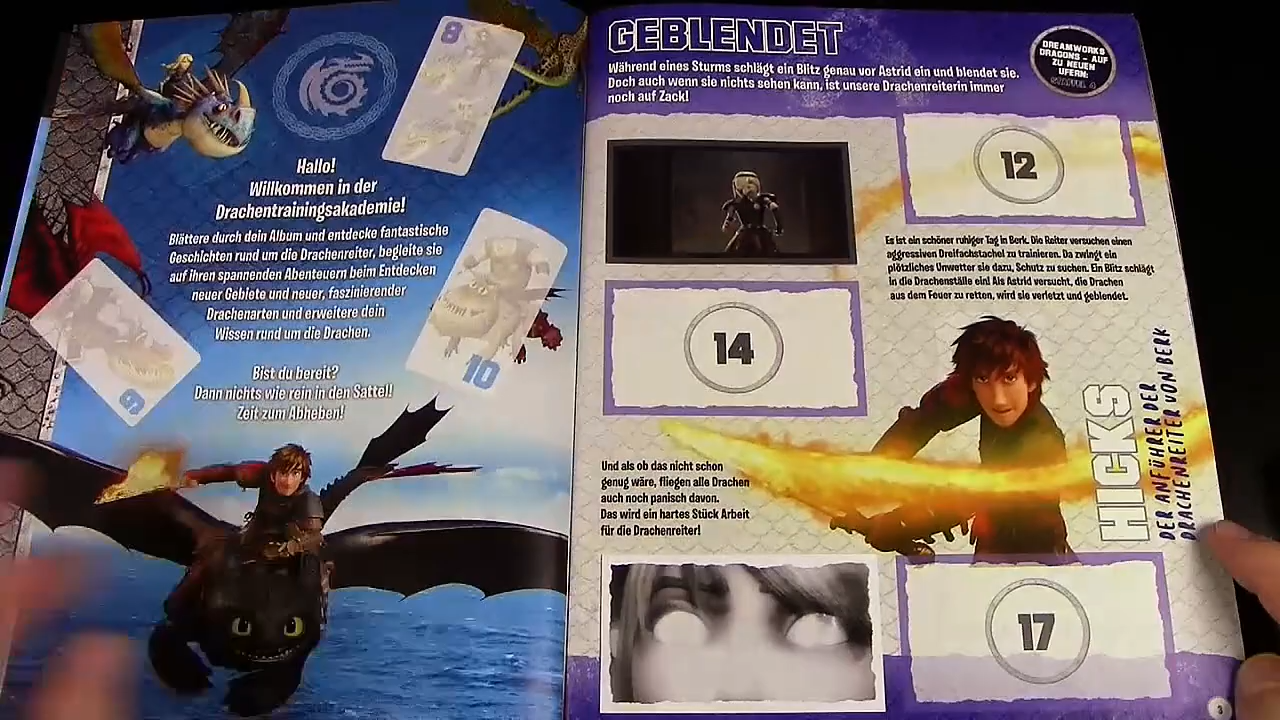 8
Hallo!
Willkommen in der
Drachentrainingsakademie!
Blättere durch dein Album und entdecke fantastische
Geschichten rund um die Drachenreiter, begleite sie
auf ihren spannenden Abenteuern beim Entdecken
neuer Gebiete und neuer, faszinierender
Drachenarten und erweitere dein
Wissen rund um die Drachen.
Bist du bereit?
Dann nichts wie rein in den Sattel!
Zeit zum Abheben!
9
10
GEBLENDET
Während eines Sturms schlägt ein Blitz genau vor Astrid ein und blendet sie.
Doch auch wenn sie nichts sehen kann, ist unsere Drachenreiterin immer
noch auf Zack!
DREAMWORKS
DRAGONS – AUF
ZU NEUEN
UFERN:
STAFFEL 4
12
Es ist ein schöner ruhiger Tag in Berk. Die Reiter versuchen einen
aggressiven Dreifachstachel zu trainieren. Da zwingt ein
plötzliches Unwetter sie dazu, Schutz zu suchen. Ein Blitz schlägt
in die Drachenställe ein! Als Astrid versucht, die Drachen
aus dem Feuer zu retten, wird sie verletzt und geblendet.
14
HICKS
DER ANFÜHRER DER
DRACHENREITER VON BERK
Und als ob das nicht schon
genug wäre, fliegen alle Drachen
auch noch panisch davon.
Das wird ein hartes Stück Arbeit
für die Drachenreiter!
17
3